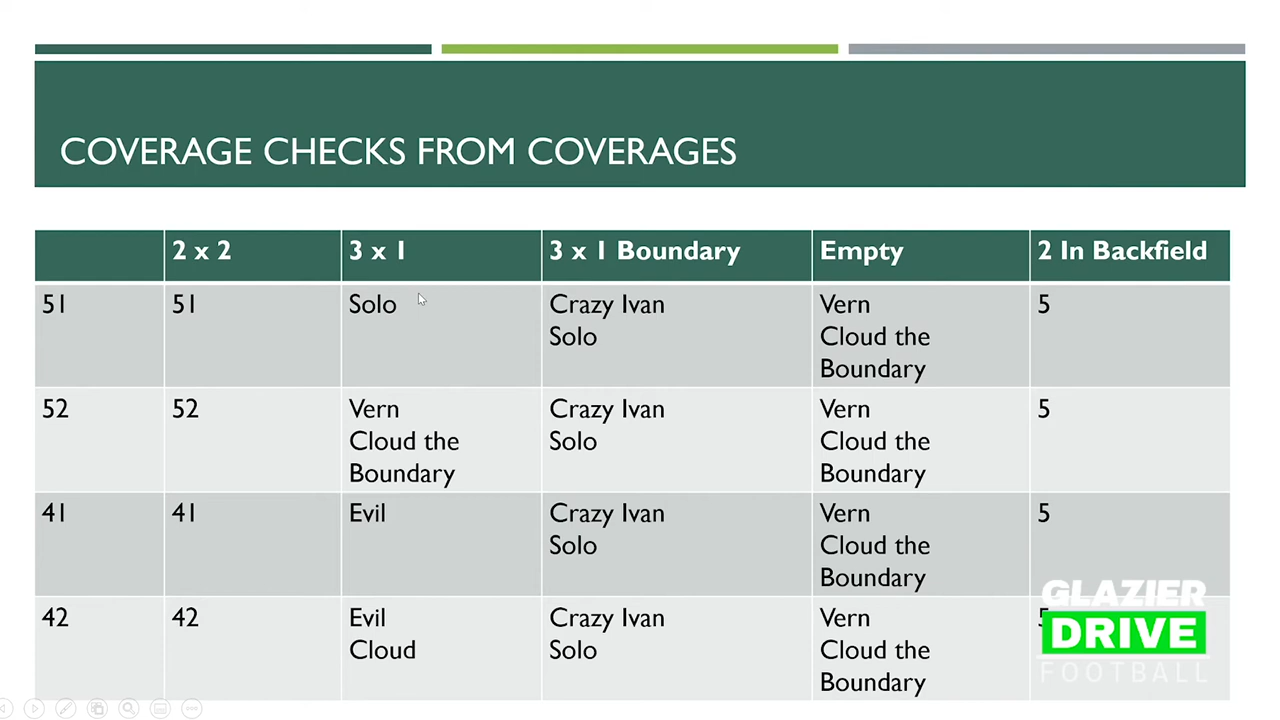 COVERAGE CHECKS FROM COVERAGES
2 x 2
3 x 1
3 x 1 Boundary
Empty
2 In Backfield
51
51
Solo
Crazy Ivan
Solo
Vern
Cloud the
Boundary
5
52
52
Vern
Cloud the
Boundary
Crazy Ivan
Solo
Vern
Cloud the
Boundary
5
41
41
Evil
Crazy Ivan
Solo
Vern
Cloud the
Boundary
5
42
42
Evil
Cloud
Crazy Ivan
Solo
Vern
Cloud the
Boundary
5
GLAZIER
DRIVE
FOOTBALL